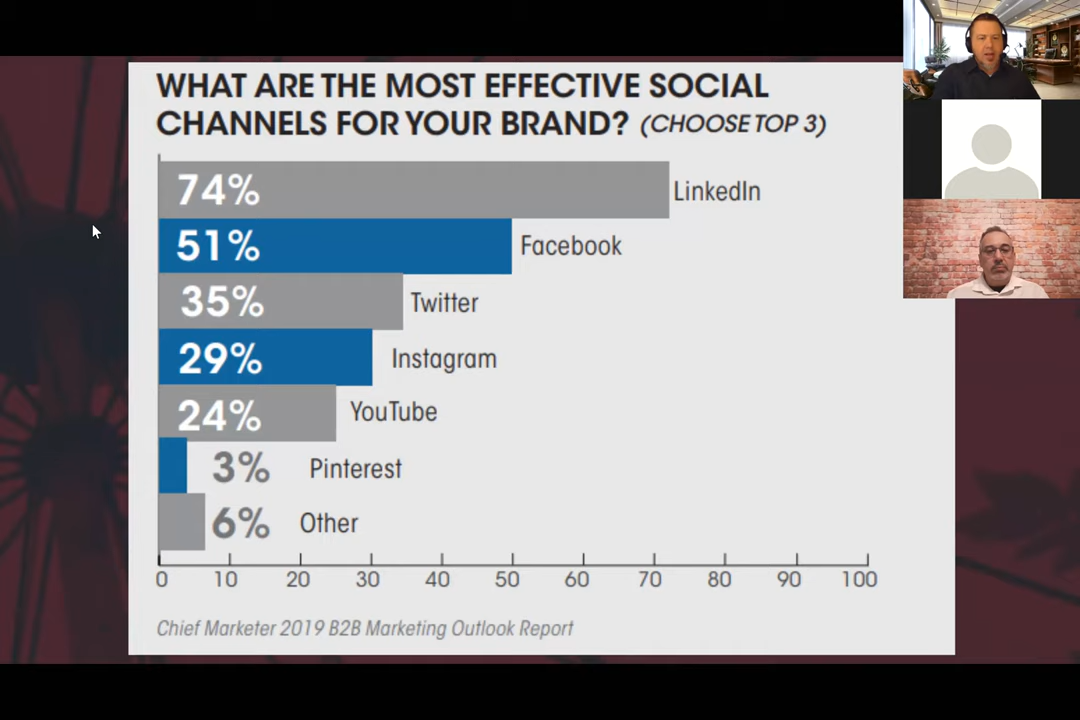 WHAT ARE THE MOST EFFECTIVE SOCIAL
CHANNELS FOR YOUR BRAND? (CHOOSE TOP 3)
74% LinkedIn
51% Facebook
35% Twitter
29% Instagram
24% YouTube
3% Pinterest
6% Other
0 10 20 30 40 50 60 70 80 90 100
Chief Marketer 2019 B2B Marketing Outlook Report